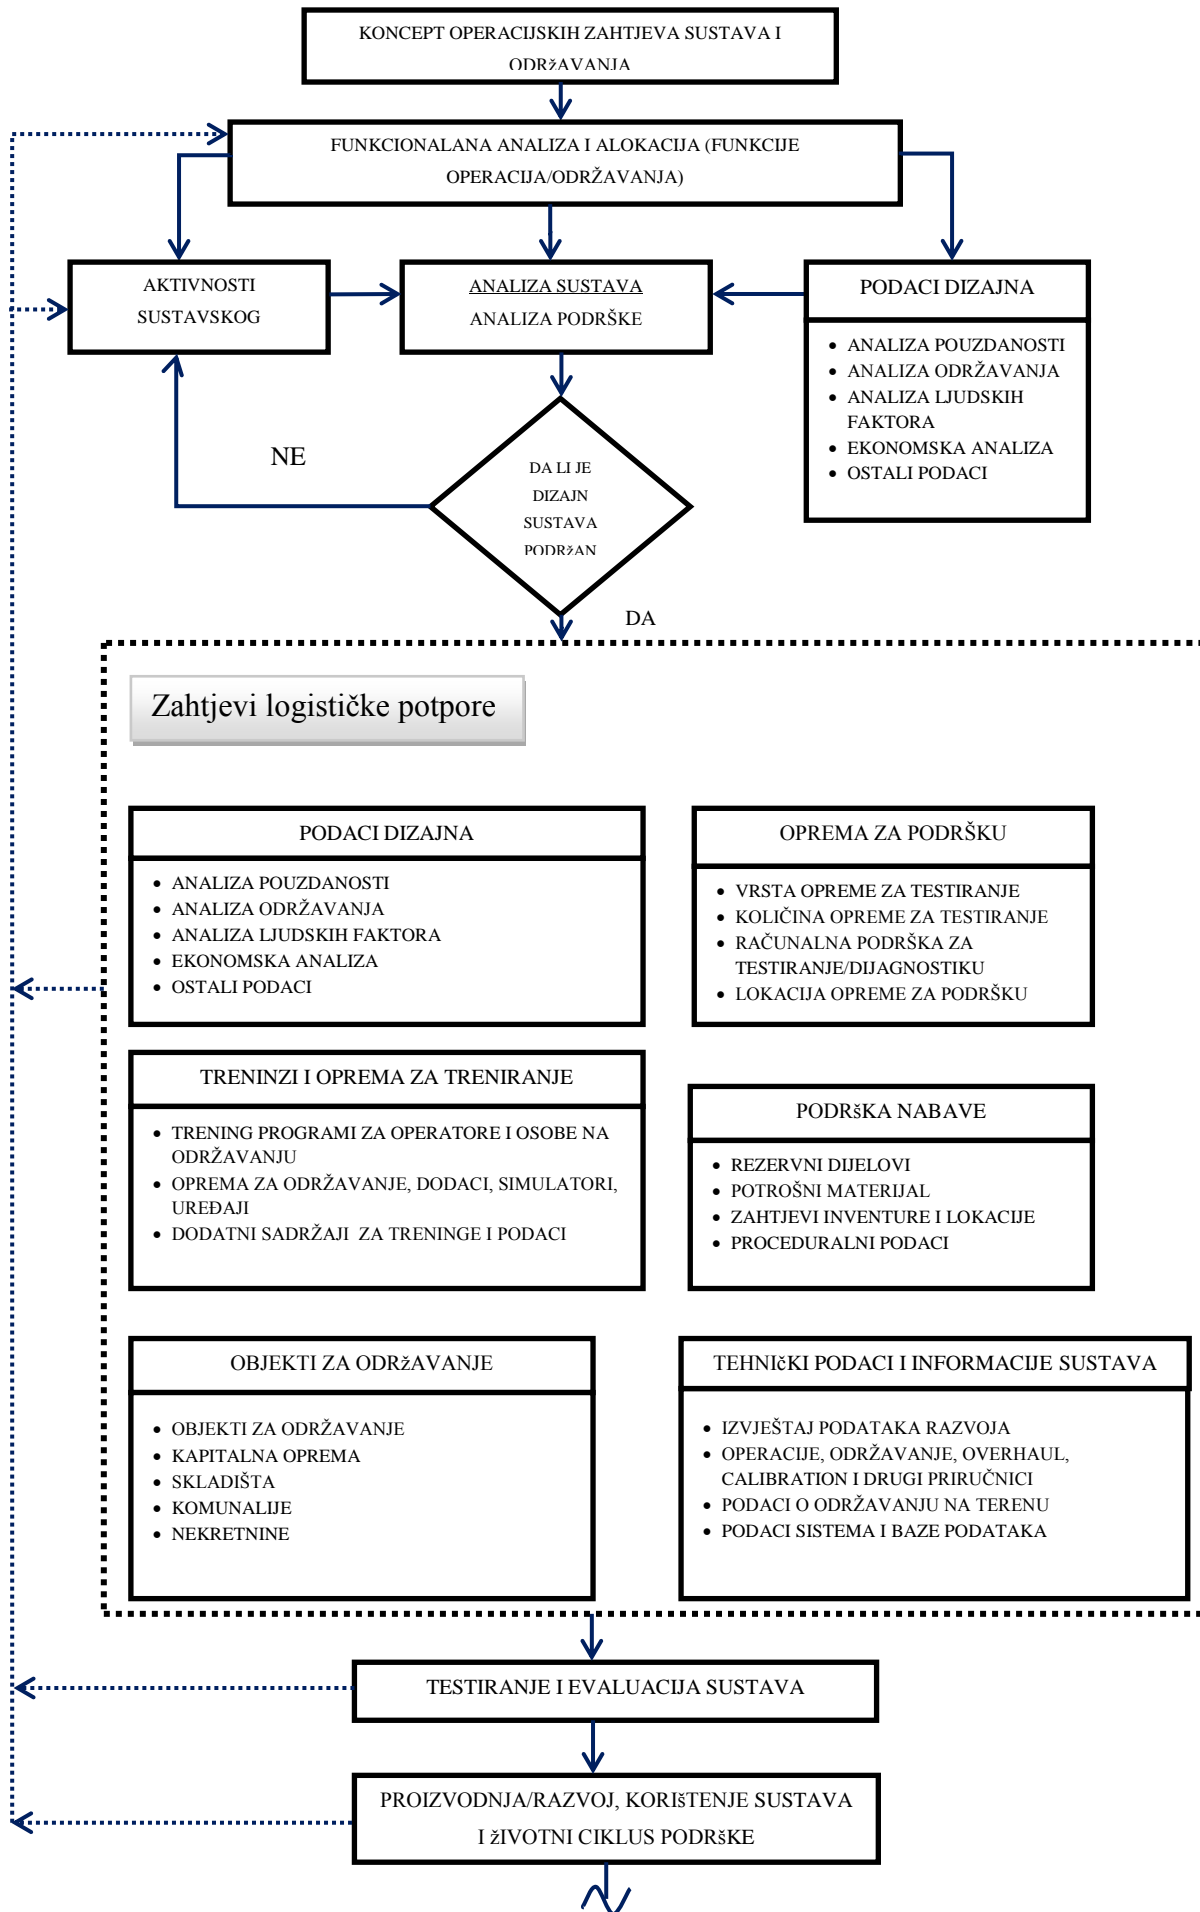 KONCEPT OPERACIJSKIH ZAHTJEVA SUSTAVA I
ODRžAVANJA
FUNKCIONALANA ANALIZA I ALOKACIJA (FUNKCIJE
OPERACIJA/ODRŽAVANJA)
AKTIVNOSTI
SUSTAVSKOG
ANALIZA SUSTAVA
ANALIZA PODRŠKE
PODACI DIZAJNA
• ANALIZA POUZDANOSTI
• ANALIZA ODRŽAVANJA
• ANALIZA LJUDSKIH
FAKTORA
• EKONOMSKA ANALIZA
• OSTALI PODACI
NE
DA LI JE
DIZAJN
SUSTAVA
PODRžAN
DA
Zahtjevi logističke potpore
PODACI DIZAJNA
• ANALIZA POUZDANOSTI
• ANALIZA ODRŽAVANJA
• ANALIZA LJUDSKIH FAKTORA
• EKONOMSKA ANALIZA
• OSTALI PODACI
OPREMA ZA PODRŠKU
• VRSTA OPREME ZA TESTIRANJE
• KOLIČINA OPREME ZA TESTIRANJE
• RAČUNALNA PODRŠKA ZA
TESTIRANJE/DIJAGNOSTIKU
• LOKACIJA OPREME ZA PODRŠKU
TRENINZI I OPREMA ZA TRENIRANJE
• TRENING PROGRAMI ZA OPERATORE I OSOBE NA
ODRŽAVANJU
• OPREMA ZA ODRŽAVANJE, DODACI, SIMULATORI,
UREĐAJI
• DODATNI SADRŽAJI ZA TRENINGE I PODACI
PODRšKA NABAVE
• REZERVNI DIJELOVI
• POTROŠNI MATERIJAL
• ZAHTJEVI INVENTURE I LOKACIJE
• PROCEDURALNI PODACI
OBJEKTI ZA ODRžAVANJE
• OBJEKTI ZA ODRŽAVANJE
• KAPITALNA OPREMA
• SKLADIŠTA
• KOMUNALIJE
• NEKRETNINE
TEHNIčKI PODACI I INFORMACIJE SUSTAVA
• IZVJEŠTAJ PODATAKA RAZVOJA
• OPERACIJE, ODRŽAVANJE, OVERHAUL,
CALIBRATION I DRUGI PRIRUČNICI
• PODACI O ODRŽAVANJU NA TERENU
• PODACI SISTEMA I BAZE PODATAKA
TESTIRANJE I EVALUACIJA SUSTAVA
PROIZVODNJA/RAZVOJ, KORIšTENJE SUSTAVA
I žIVOTNI CIKLUS PODRšKE